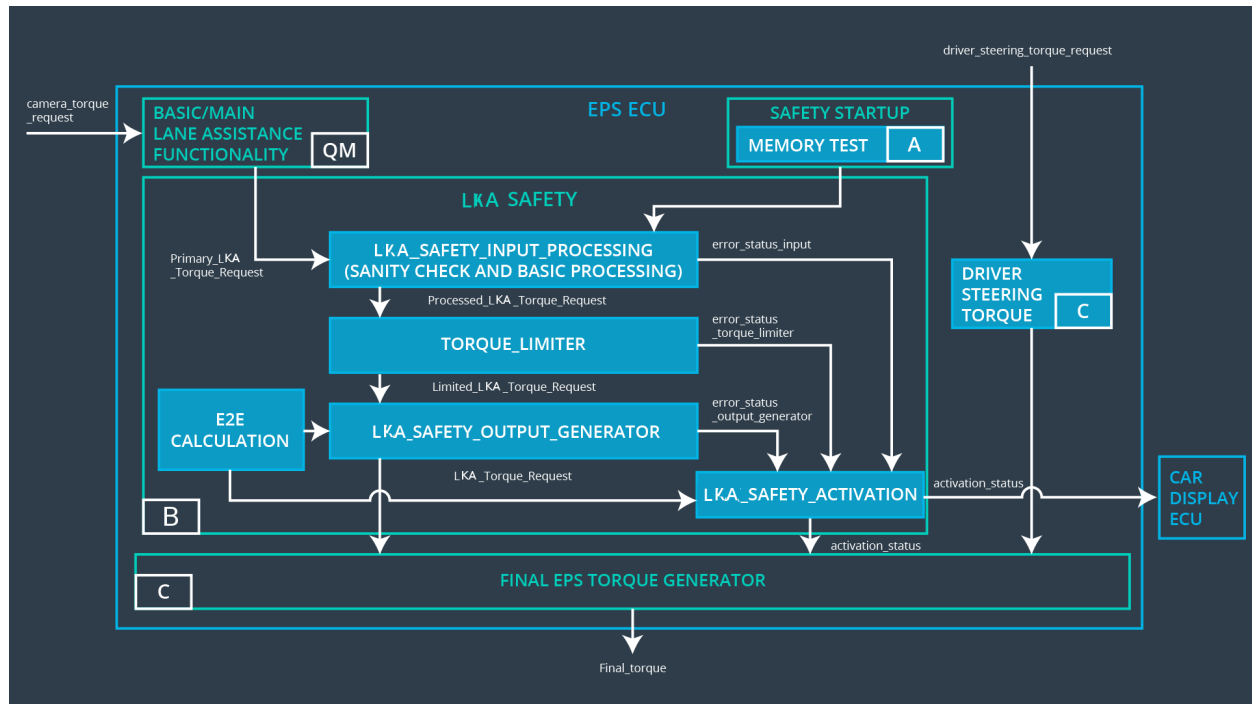 driver_steering_torque_request
camera_torque
_request
EPS ECU
BASIC/MAIN
LANE ASSISTANCE
FUNCTIONALITY
QM
SAFETY STARTUP
MEMORY TEST
A
LKA SAFETY
Primary_LKA
_Torque_Request
LKA_SAFETY_INPUT_PROCESSING
(SANITY CHECK AND BASIC PROCESSING)
error_status_input
DRIVER
STEERING
TORQUE
C
Processed_LKA_Torque_Request
TORQUE_LIMITER
error_status
_torque_limiter
Limited_LKA_Torque_Request
E2E
CALCULATION
LKA_SAFETY_OUTPUT_GENERATOR
error_status
_output_generator
LKA_Torque_Request
LKA_SAFETY_ACTIVATION
activation_status
CAR
DISPLAY
ECU
B
activation_status
FINAL EPS TORQUE GENERATOR
C
Final_torque